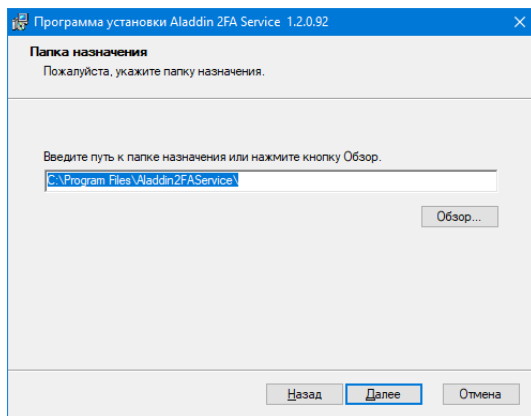 Программа установки Aladdin 2FA Service 1.2.0.92
Папка назначения
Пожалуйста, укажите папку назначения.
Введите путь к папке назначения или нажмите кнопку Обзор.
C:\Program Files\Aladdin2FAService\
Обзор...
Назад Далее Отмена